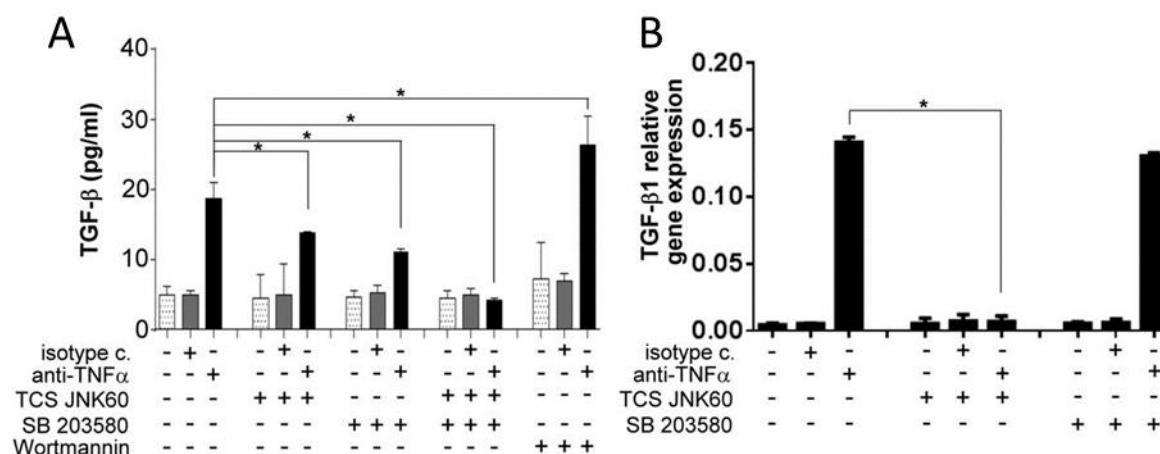 A
TGF-β (pg/ml)
40
30
20
10
0
*
*
*
*
isotype c. - + - - + - - + - - + - - + -
anti-TNFα - - + - - + - - + - - + - - +
TCS JNK60 - - - + + + - - - + + + - - -
SB 203580 - - - - - - + + + + + + - - -
Wortmannin - - - - - - - - - - - - + + +
B
TGF-β1 relative
gene expression
0.20
0.15
0.10
0.05
0.00
*
isotype c. - + - - + - - + -
anti-TNFα - - + - - + - - +
TCS JNK60 - - - + + + - - -
SB 203580 - - - - - - + + +